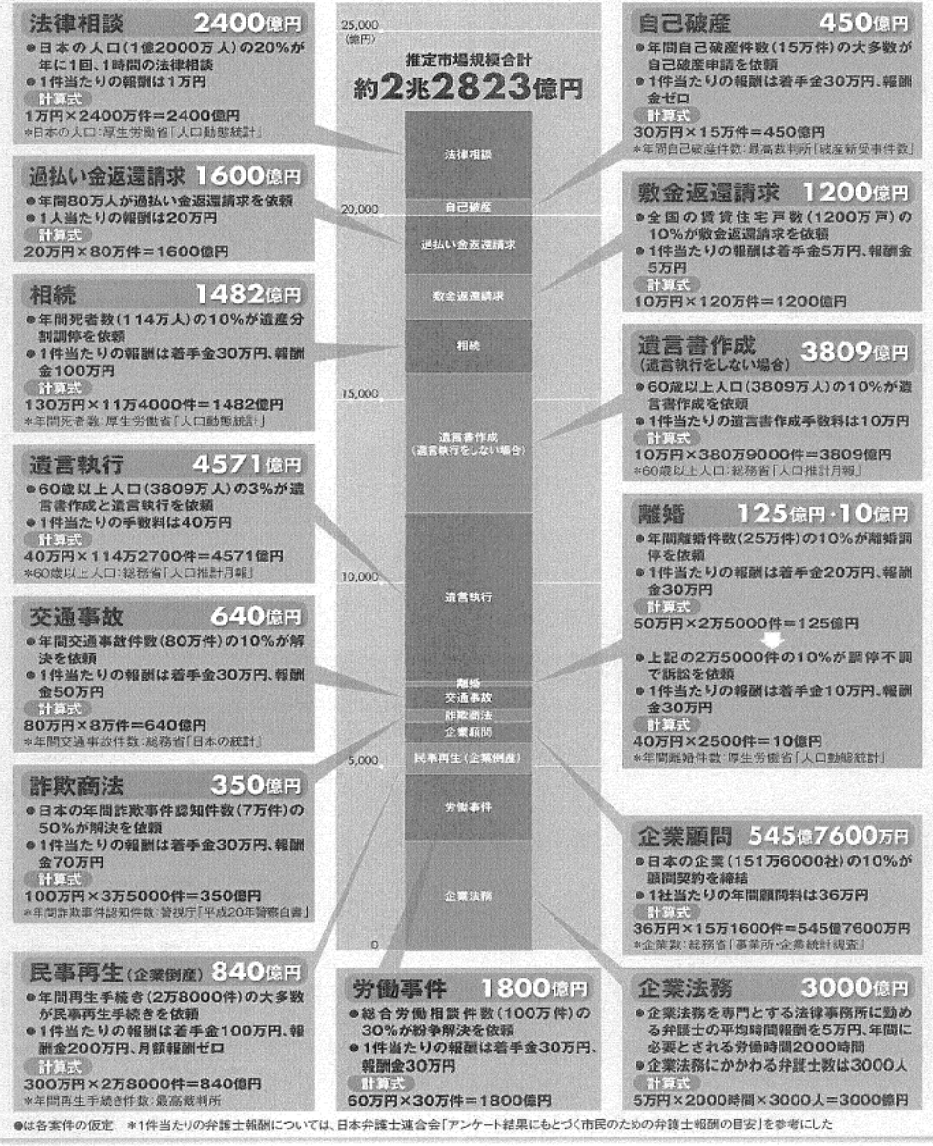 法律相談 2400億円
●日本の人口(1億2000万人)の20%が
年に1回、1時間の法律相談
●1件当たりの報酬は1万円
計算式
1万円×2400万件＝2400億円
*日本の人口:厚生労働省「人口動態統計」
過払い金返還請求 1600億円
●年間80万人が過払い金返還請求を依頼
●1人当たりの報酬は20万円
計算式
20万円×80万件＝1600億円
相続 1482億円
●年間死者数(114万人)の10%が遺産分
割調停を依頼
●1件当たりの報酬は着手金30万円、報酬
金100万円
計算式
130万円×11万4000件＝1482億円
*年間死者数:厚生労働省「人口動態統計」
遺言執行 4571億円
●60歳以上人口(3809万人)の3%が遺
言書作成と遺言執行を依頼
●1件当たりの手数料は40万円
計算式
40万円×114万2700件＝4571億円
*60歳以上人口:総務省「人口推計月報」
交通事故 640億円
●年間交通事故件数(80万件)の10%が解
決を依頼
●1件当たりの報酬は着手金30万円、報酬
金50万円
計算式
80万円×8万件＝640億円
*年間交通事故件数:総務省「日本の統計」
詐欺商法 350億円
●日本の年間詐欺事件認知件数(7万件)の
50%が解決を依頼
●1件当たりの報酬は着手金30万円、報酬
金70万円
計算式
100万円×3万5000件＝350億円
*年間詐欺事件認知件数:警視庁「平成20年警察白書」
民事再生(企業倒産) 840億円
●年間再生手続き(2万8000件)の大多数
が民事再生手続きを依頼
●1件当たりの報酬は着手金100万円、報
酬金200万円、月額報酬ゼロ
計算式
300万円×2万8000件＝840億円
*年間再生手続き件数:最高裁判所
25,000
(億円)
推定市場規模合計
約2兆2823億円
法律相談
自己破産
20,000
過払い金返還請求
敷金返還請求
相続
15,000
遺言書作成
(遺言執行をしない場合)
10,000
遺言執行
離婚
交通事故
詐欺商法
企業顧問
5,000
民事再生(企業倒産)
労働事件
企業法務
0
労働事件 1800億円
●総合労働相談件数(100万件)の
30%が紛争解決を依頼
●1件当たりの報酬は着手金30万円、
報酬金30万円
計算式
60万円×30万件＝1800億円
自己破産 450億円
●年間自己破産件数(15万件)の大多数が
自己破産申請を依頼
●1件当たりの報酬は着手金30万円、報酬
金ゼロ
計算式
30万円×15万件＝450億円
*年間自己破産件数:最高裁判所「破産新受事件数」
敷金返還請求 1200億円
●全国の賃貸住宅戸数(1200万戸)の
10%が敷金返還請求を依頼
●1件当たりの報酬は着手金5万円、報酬金
5万円
計算式
10万円×120万件＝1200億円
遺言書作成 3809億円
(遺言執行をしない場合)
●60歳以上人口(3809万人)の10%が遺
言書作成を依頼
●1件当たりの遺言書作成手数料は10万円
計算式
10万円×380万9000件＝3809億円
*60歳以上人口:総務省「人口推計月報」
離婚 125億円・10億円
●年間離婚件数(25万件)の10%が離婚調
停を依頼
●1件当たりの報酬は着手金20万円、報酬
金30万円
計算式
50万円×2万5000件＝125億円
●上記の2万5000件の10%が調停不調
で訴訟を依頼
●1件当たりの報酬は着手金10万円、報酬
金30万円
計算式
40万円×2500件＝10億円
*年間離婚件数:厚生労働省「人口動態統計」
企業顧問 545億7600万円
●日本の企業(151万6000社)の10%が
顧問契約を締結
●1社当たりの年間顧問料は36万円
計算式
36万円×15万1600件＝545億7600万円
*企業数:総務省「事業所・企業統計調査」
企業法務 3000億円
●企業法務を専門とする法律事務所に勤め
る弁護士の平均時間報酬を5万円、年間に
必要とされる労働時間2000時間
●企業法務にかかわる弁護士数は3000人
計算式
5万円×2000時間×3000人＝3000億円
●は各案件の仮定 *1件当たりの弁護士報酬については、日本弁護士連合会「アンケート結果にもとづく市民のための弁護士報酬の目安」を参考にした